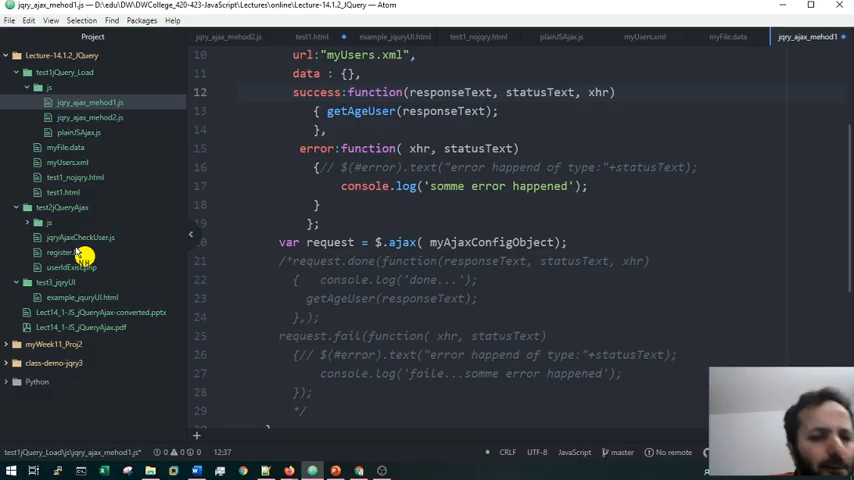 jqry_ajax_mehod1.js — D:\edu\DW\DWCollege_420-423-JavaScript\Lectures\online\Lecture-14.1.2_JQuery — Atom
File Edit View Selection Find Packages Help
Project
Lecture-14.1.2_JQuery
test1jQuery_Load
js
jqry_ajax_mehod1.js
jqry_ajax_mehod2.js
plainJSAjax.js
myFile.data
myUsers.xml
test1_nojqry.html
test1.html
test2jQueryAjax
js
jqryAjaxCheckUser.js
userIdExist.php
test3_jqryUI
example_jquryUI.html
Lect14_1-JS_jQueryAjax-converted.pptx
Lect14_1-JS_jQueryAjax.pdf
myWeek11_Proj2
class-demo-jqry3
Python
jqry_ajax_mehod2.js test1.html example_jquryUI.html test1_nojqry.html plainJSAjax.js myUsers.xml myFile.data jqry_ajax_mehod1
10 url:"myUsers.xml",
11 data : {},
12 success:function(responseText, statusText, xhr)
13 { getAgeUser(responseText);
14 },
15 error:function( xhr, statusText)
16 {// $(#error).text("error happend of type:"+statusText);
17 console.log('somme error happened');
18 }
19 };
20 var request = $.ajax( myAjaxConfigObject);
21 /*request.done(function(responseText, statusText, xhr)
22 { console.log('done...');
23 getAgeUser(responseText);
24 },);
25 request.fail(function( xhr, statusText)
26 {// $(#error).text("error happend of type:"+statusText);
27 console.log('faile...somme error happened');
28 });
29 */
test1jQuery_Load\js\jqry_ajax_mehod1.js* 0 0 0 12:37 CRLF UTF-8 JavaScript master No remote